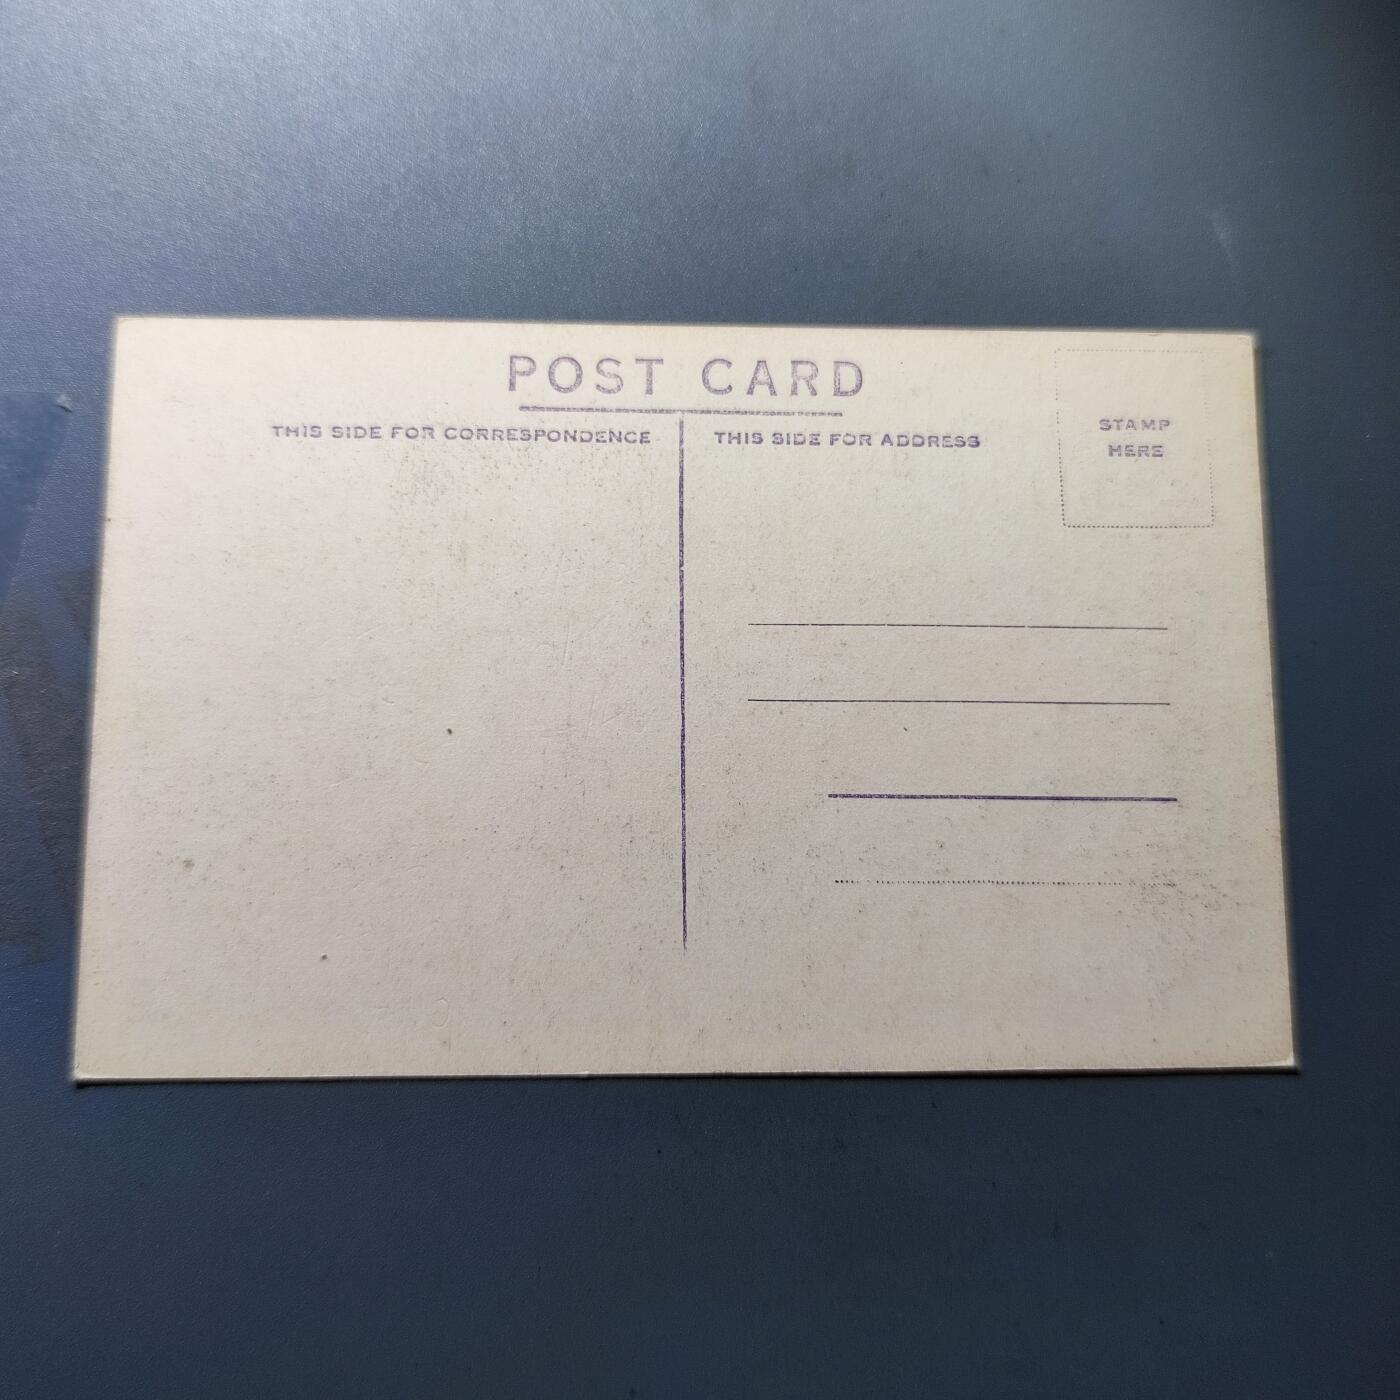 POST CARD
THIS SIDE FOR CORRESPONDENCE
THIS SIDE FOR ADDRESS
STAMP
HERE